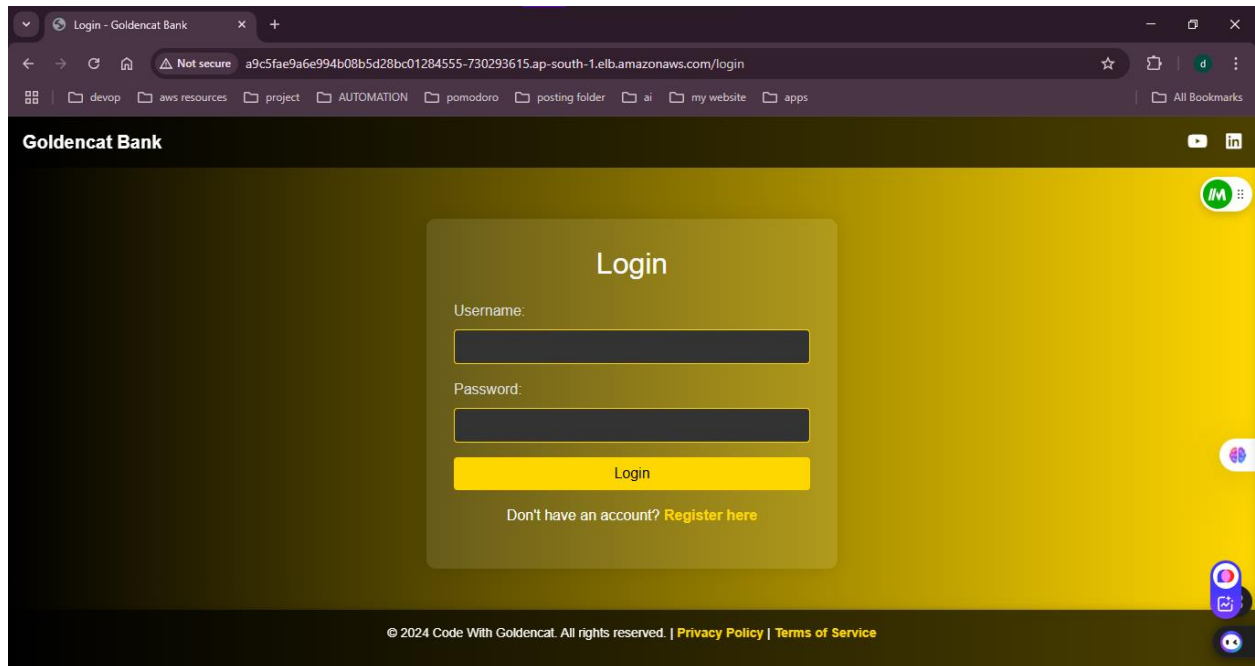 Login - Goldencat Bank
Not secure a9c5fae9a6e994b08b5d28bc01284555-730293615.ap-south-1.elb.amazonaws.com/login
d
devop aws resources project AUTOMATION pomodoro posting folder ai my website apps All Bookmarks
Goldencat Bank
in
Login
Username:
Password:
Login
Don't have an account? Register here
© 2024 Code With Goldencat. All rights reserved. | Privacy Policy | Terms of Service